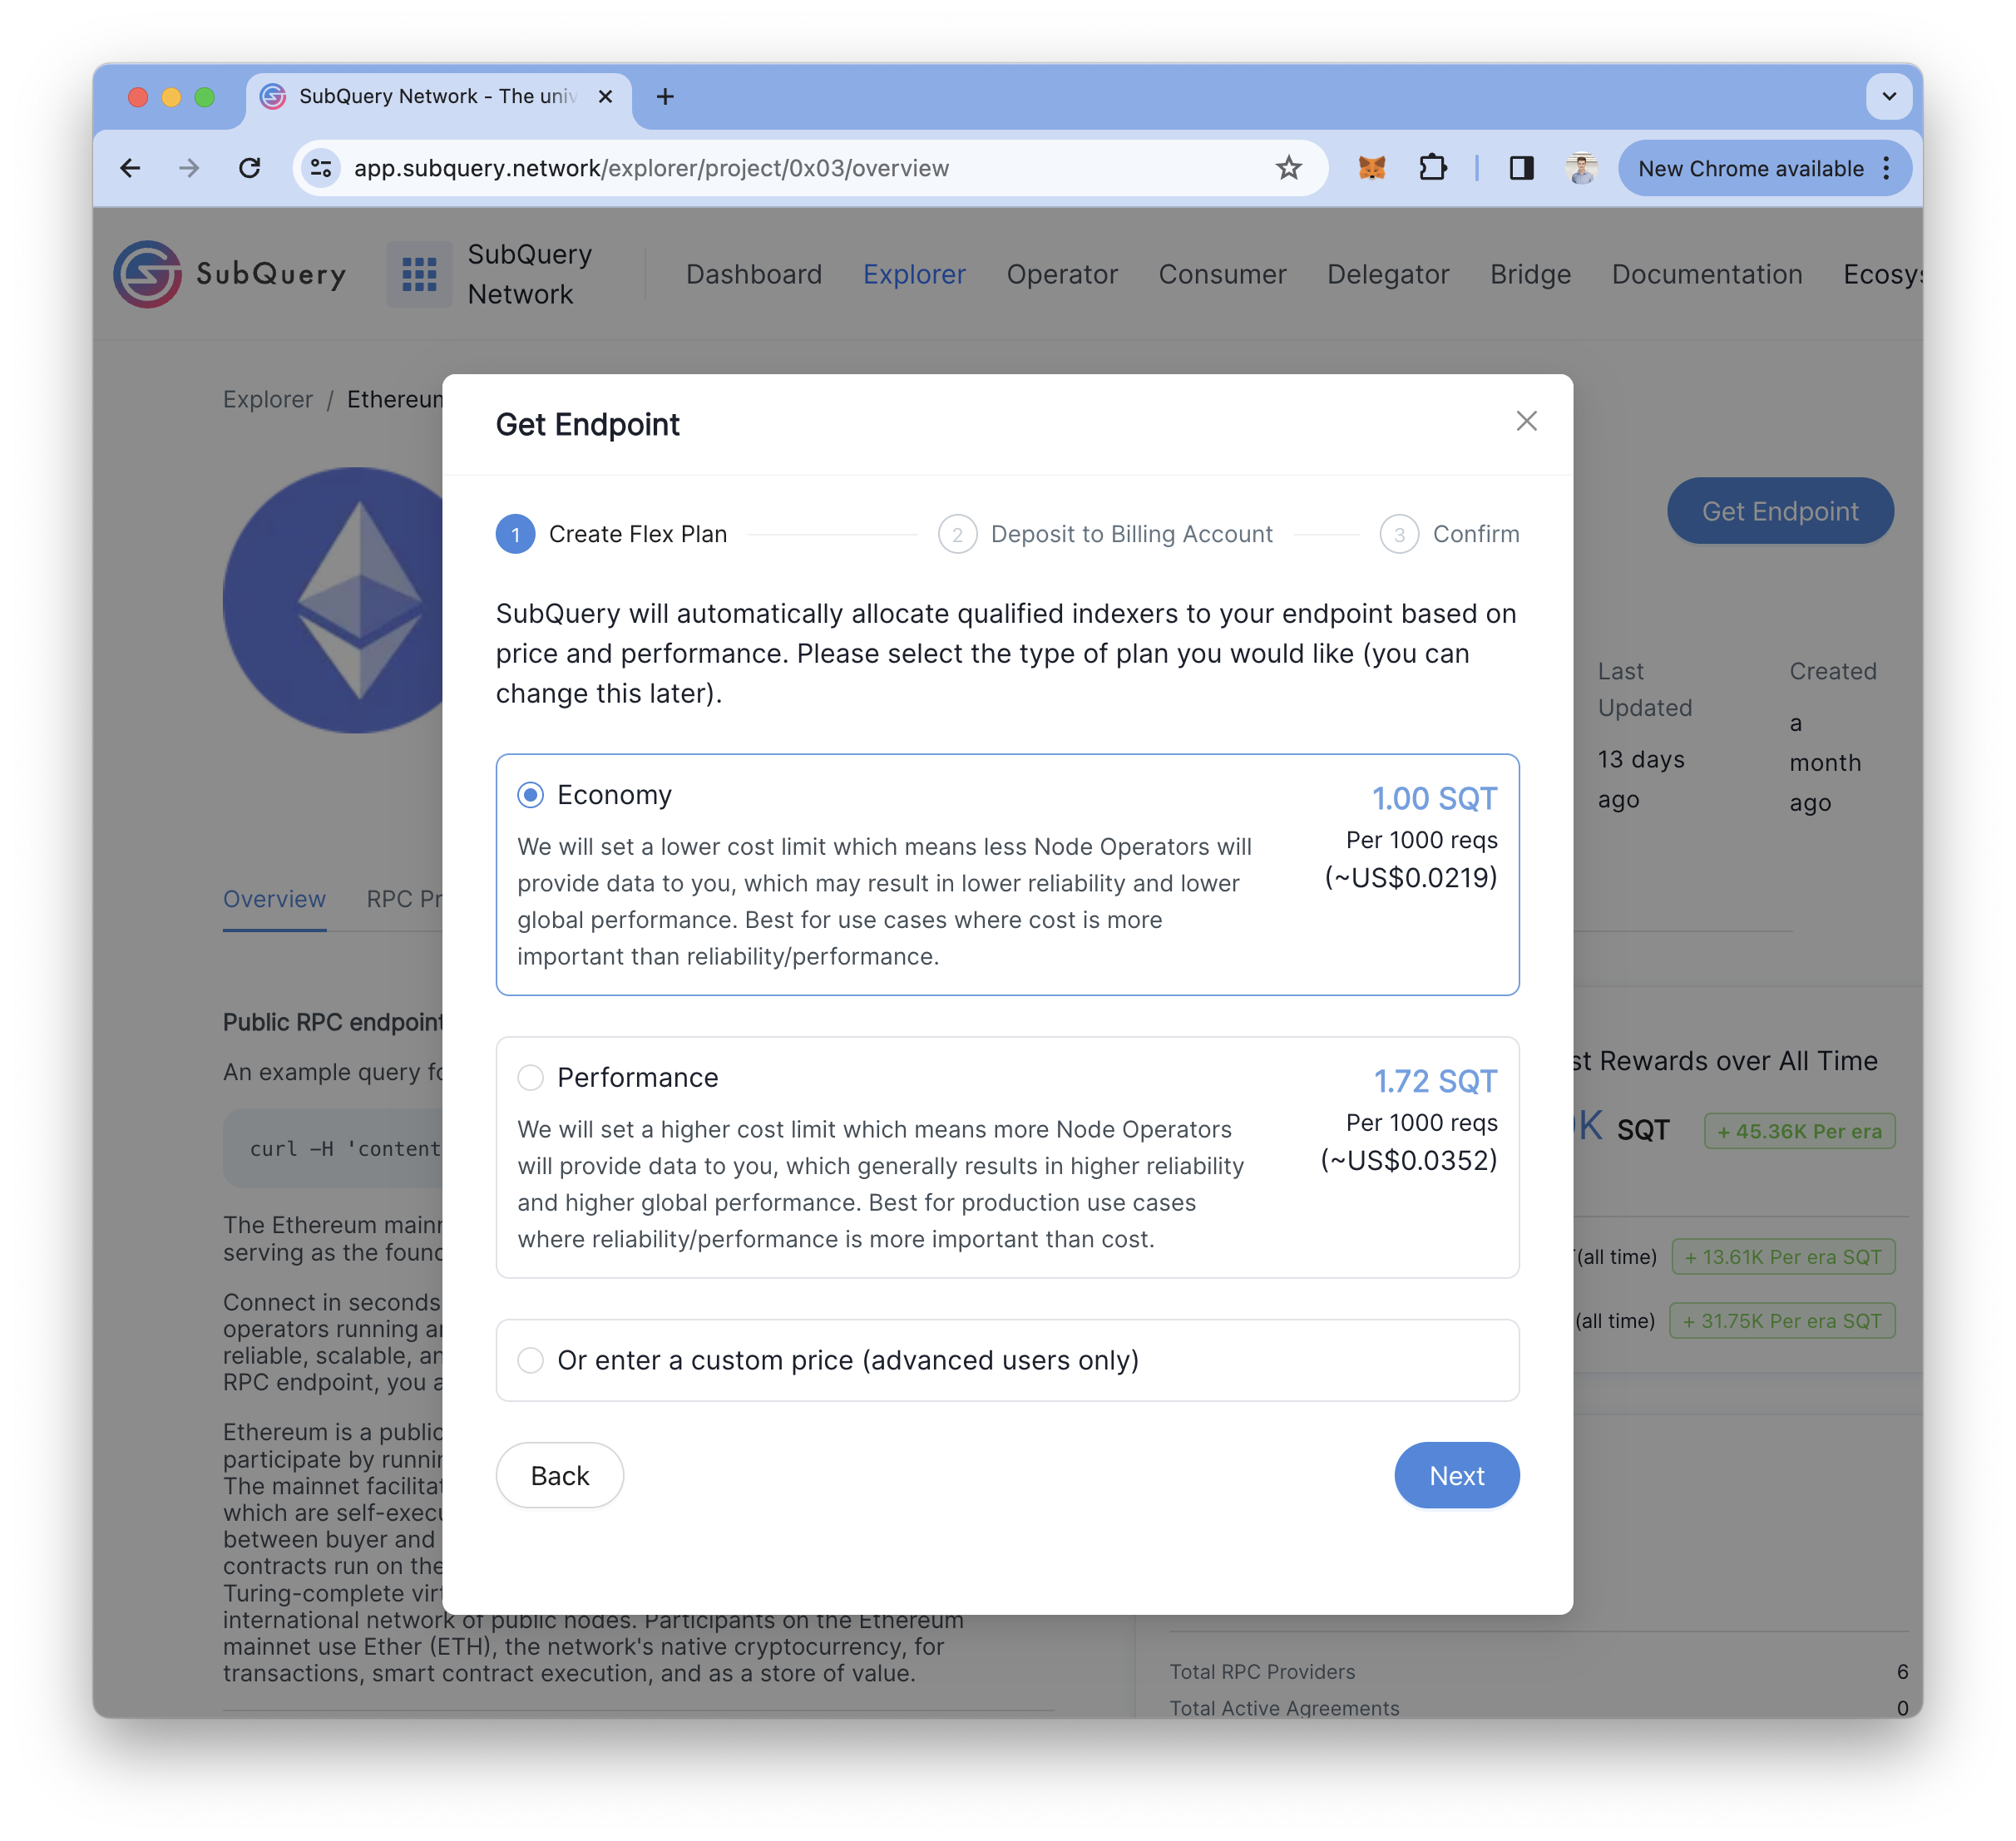 SubQuery Network - The univ
app.subquery.network/explorer/project/0x03/overview
New Chrome available
SubQuery
SubQuery
Network
Dashboard
Explorer
Operator
Consumer
Delegator
Bridge
Documentation
Ecosys
Explorer / Ethereum
Get Endpoint
Get Endpoint
1 Create Flex Plan
2 Deposit to Billing Account
3 Confirm
SubQuery will automatically allocate qualified indexers to your endpoint based on
price and performance. Please select the type of plan you would like (you can
change this later).
Last
Updated
13 days
ago
Created
a
month
ago
Economy
We will set a lower cost limit which means less Node Operators will
provide data to you, which may result in lower reliability and lower
global performance. Best for use cases where cost is more
important than reliability/performance.
1.00 SQT
Per 1000 reqs
(~US$0.0219)
Performance
We will set a higher cost limit which means more Node Operators
will provide data to you, which generally results in higher reliability
and higher global performance. Best for production use cases
where reliability/performance is more important than cost.
1.72 SQT
Per 1000 reqs
(~US$0.0352)
Or enter a custom price (advanced users only)
Back
Next
Overview
RPC Pr
Public RPC endpoint
An example query fo
curl -H 'content
The Ethereum mainn
serving as the found
Connect in seconds
operators running an
reliable, scalable, an
RPC endpoint, you a
Ethereum is a public
participate by runnin
The mainnet facilitat
which are self-execu
between buyer and
contracts run on the
Turing-complete virt
international network of public nodes. Participants on the Ethereum
mainnet use Ether (ETH), the network's native cryptocurrency, for
transactions, smart contract execution, and as a store of value.
st Rewards over All Time
K SQT
+ 45.36K Per era
(all time)
+ 13.61K Per era SQT
(all time)
+ 31.75K Per era SQT
Total RPC Providers
6
Total Active Agreements
0